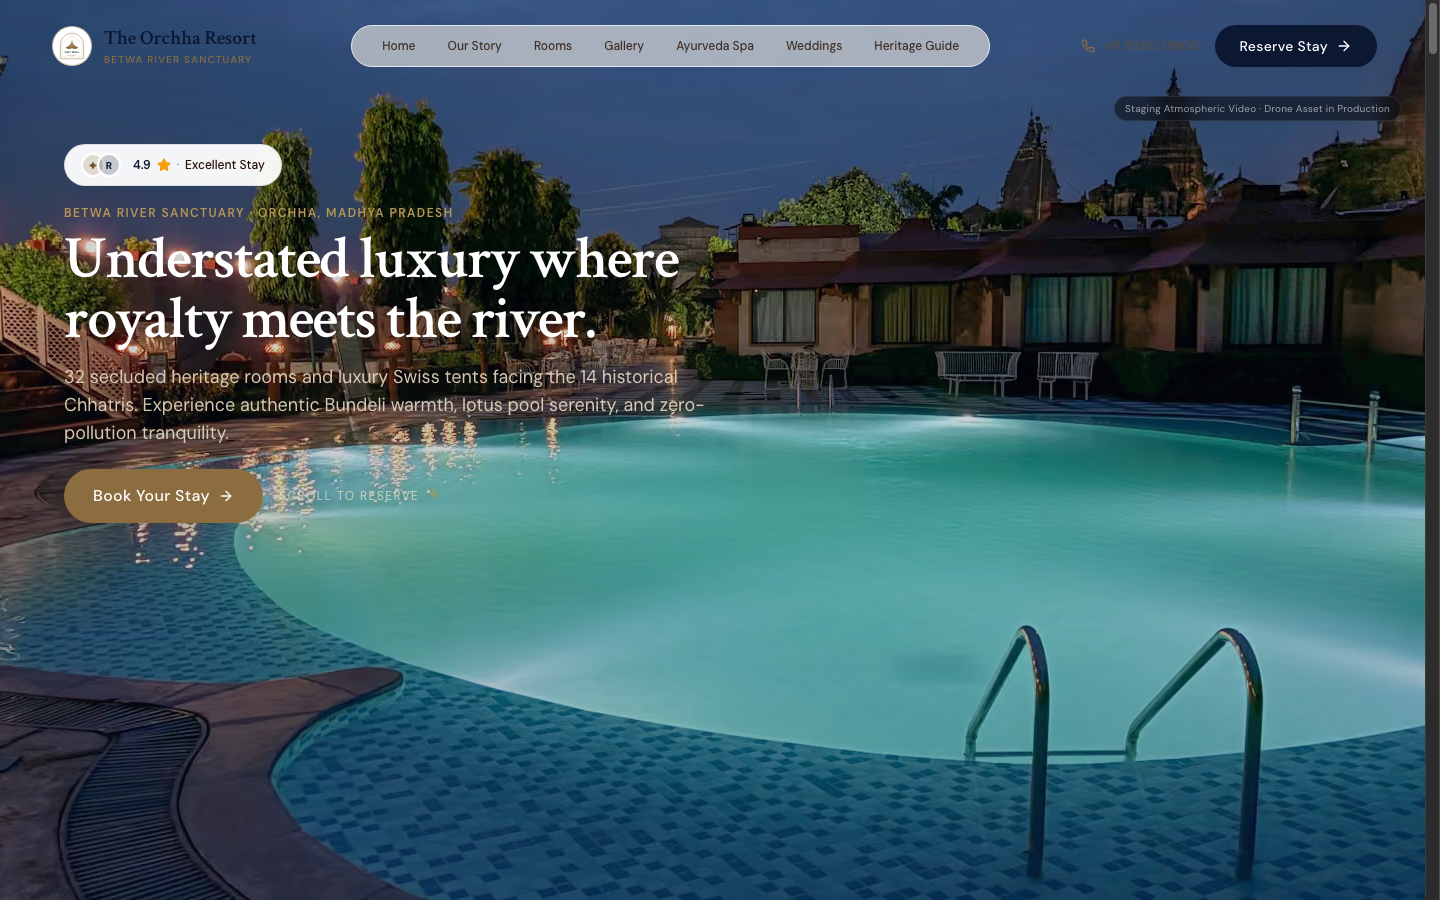 The Orchha Resort
BETWA RIVER SANCTUARY
Home
Our Story
Rooms
Gallery
Ayurveda Spa
Weddings
Heritage Guide
Reserve Stay
Staging Atmospheric Video · Drone Asset in Production
R
4.9 · Excellent Stay
BETWA RIVER SANCTUARY · ORCHHA, MADHYA PRADESH
Understated luxury where
royalty meets the river.
32 secluded heritage rooms and luxury Swiss tents facing the 14 historical
Chhatris. Experience authentic Bundeli warmth, lotus pool serenity, and zero-
pollution tranquility.
Book Your Stay
SCROLL TO RESERVE